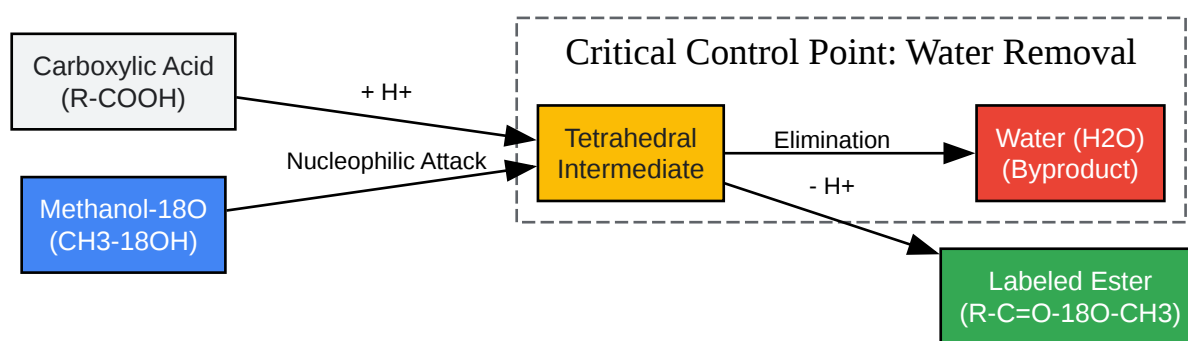 Critical Control Point: Water Removal
Carboxylic Acid
(R-COOH)
+ H+
Nucleophilic Attack
Methanol-18O
(CH3-18OH)
Tetrahedral
Intermediate
Elimination
- H+
Water (H2O)
(Byproduct)
Labeled Ester
(R-C=O-18O-CH3)